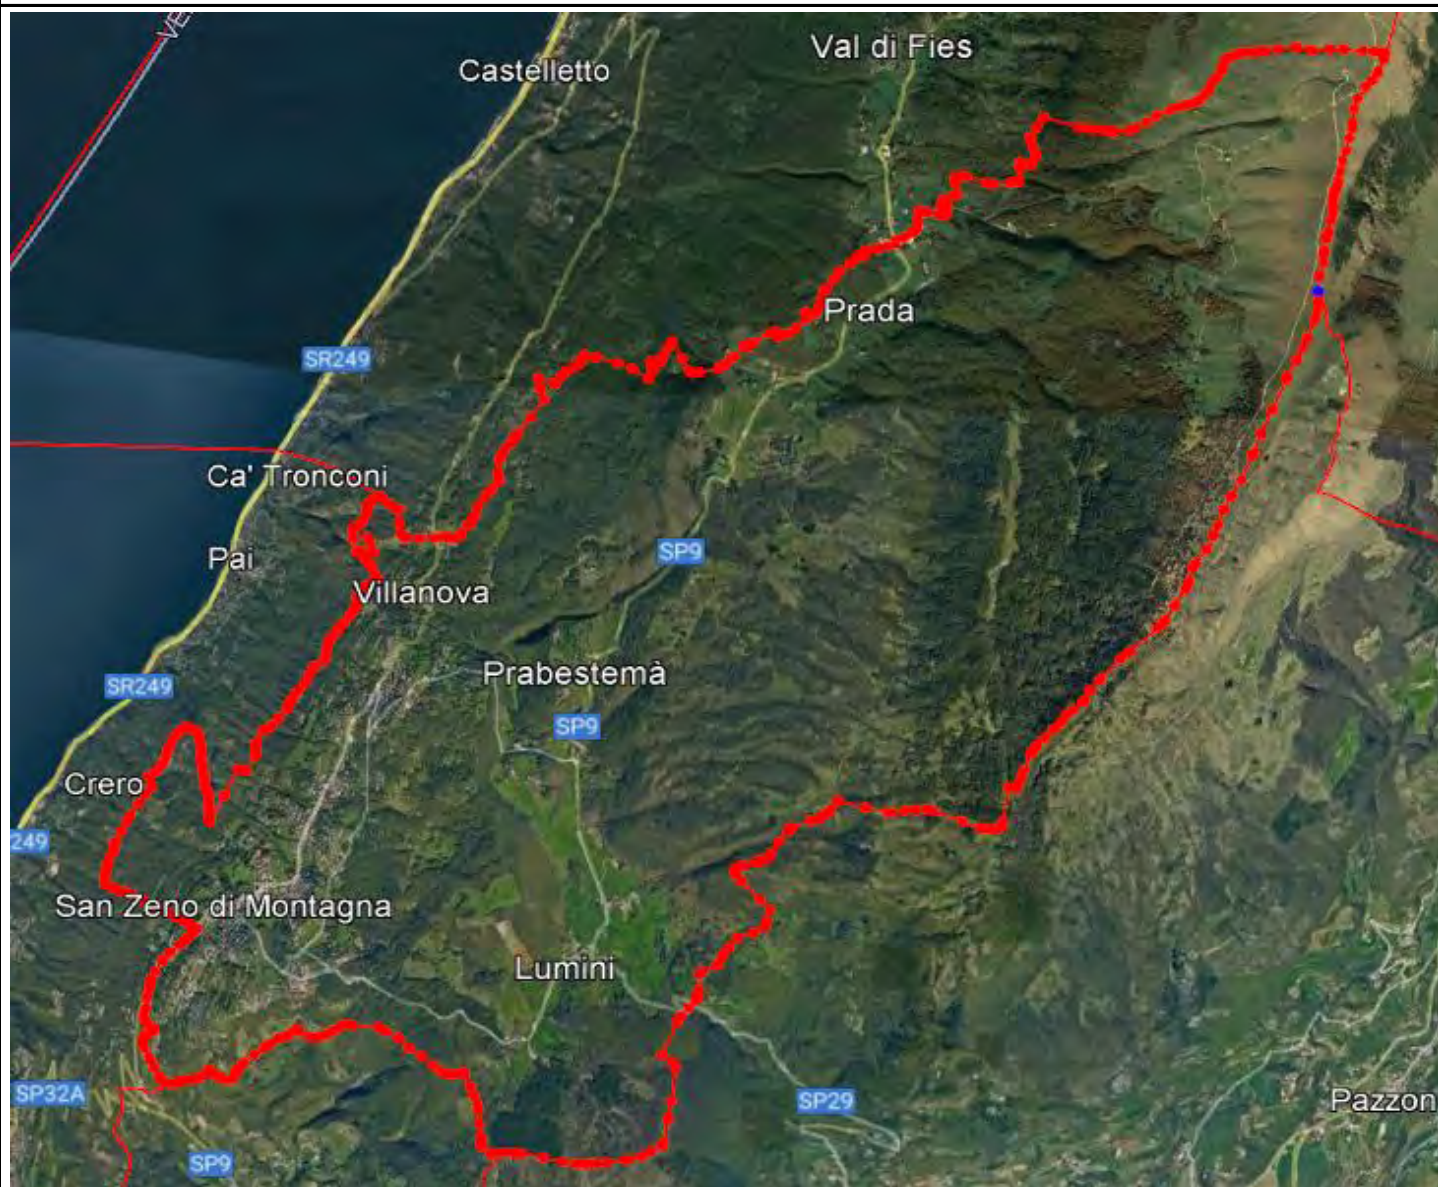 VE
Val di Fies
Castelletto
Prada
SR249
Ca' Tronconi
Pai
SP9
Villanova
Prabestemà
SR249
SP9
Crero
249
San Zeno di Montagna
Lumini
SP32A
SP29
Pazzon
SP9